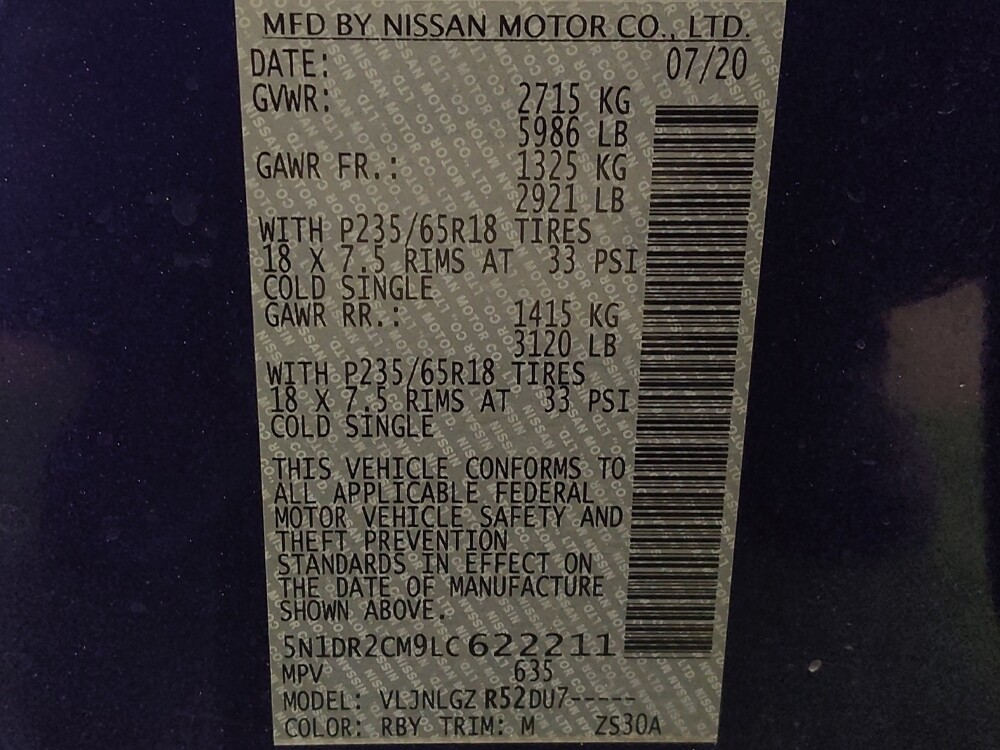 MFD BY NISSAN MOTOR CO., LTD.
DATE: 07/20
GVWR: 2715 KG
5986 LB
GAWR FR.: 1325 KG
2921 LB
WITH P235/65R18 TIRES
18 X 7.5 RIMS AT 33 PSI
COLD SINGLE
GAWR RR.: 1415 KG
3120 LB
WITH P235/65R18 TIRES
18 X 7.5 RIMS AT 33 PSI
COLD SINGLE
THIS VEHICLE CONFORMS TO
ALL APPLICABLE FEDERAL
MOTOR VEHICLE SAFETY AND
THEFT PREVENTION
STANDARDS IN EFFECT ON
THE DATE OF MANUFACTURE
SHOWN ABOVE.
5N1DR2CM9LC622211
MPV 635
MODEL: VLJNLGZ R52DU7-----
COLOR: RBY TRIM: M ZS30A